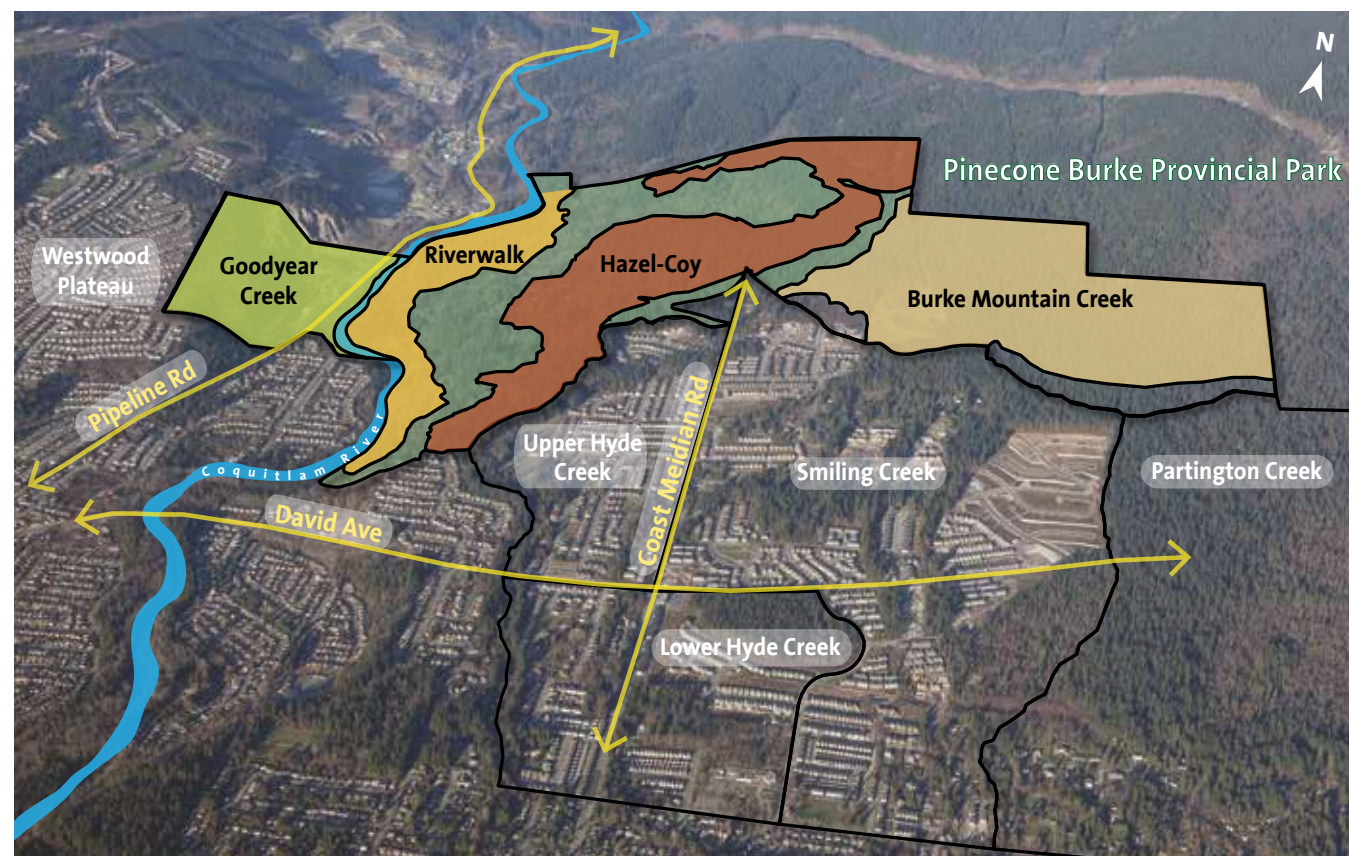 N
Pinecone Burke Provincial Park
Westwood
Plateau
Goodyear
Creek
Riverwalk
Hazel-Coy
Burke Mountain Creek
Pipeline Rd
Coquitlam River
David Ave
Upper Hyde
Creek
Coast Meidian Rd
Smiling Creek
Partington Creek
Lower Hyde Creek